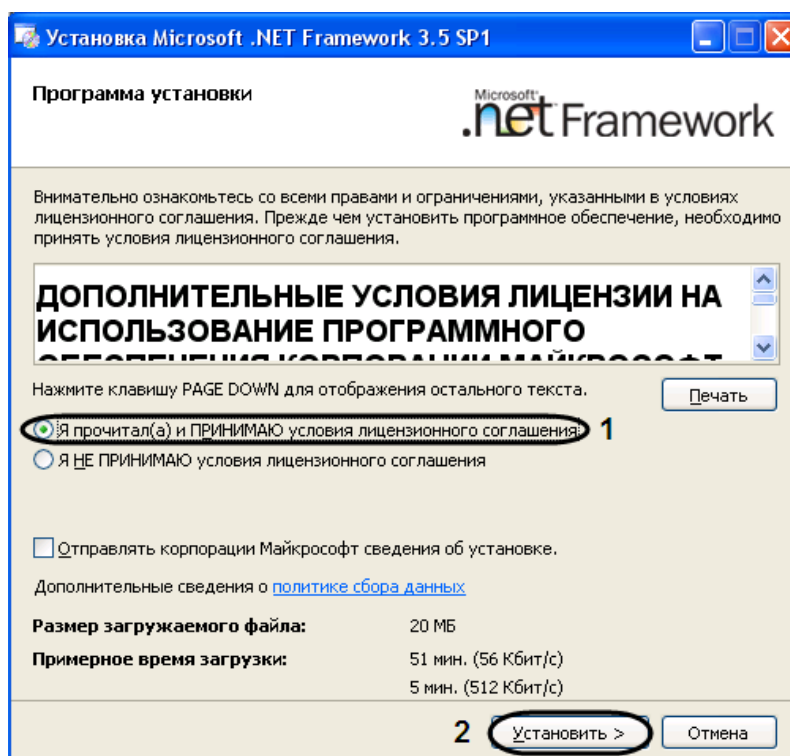 Установка Microsoft .NET Framework 3.5 SP1
Программа установки
Microsoft
.net Framework
Внимательно ознакомьтесь со всеми правами и ограничениями, указанными в условиях
лицензионного соглашения. Прежде чем установить программное обеспечение, необходимо
принять условия лицензионного соглашения.
ДОПОЛНИТЕЛЬНЫЕ УСЛОВИЯ ЛИЦЕНЗИИ НА
ИСПОЛЬЗОВАНИЕ ПРОГРАММНОГО
ОБЕСПЕЧЕНИЯ КОРПОРАЦИИ МАЙКРОСОФТ
Нажмите клавишу PAGE DOWN для отображения остального текста.
Печать
Я прочитал(а) и ПРИНИМАЮ условия лицензионного соглашения 1
Я НЕ ПРИНИМАЮ условия лицензионного соглашения
Отправлять корпорации Майкрософт сведения об установке.
Дополнительные сведения о политике сбора данных
Размер загружаемого файла: 20 МБ
Примерное время загрузки: 51 мин. (56 Кбит/с)
5 мин. (512 Кбит/с)
2 Установить > Отмена